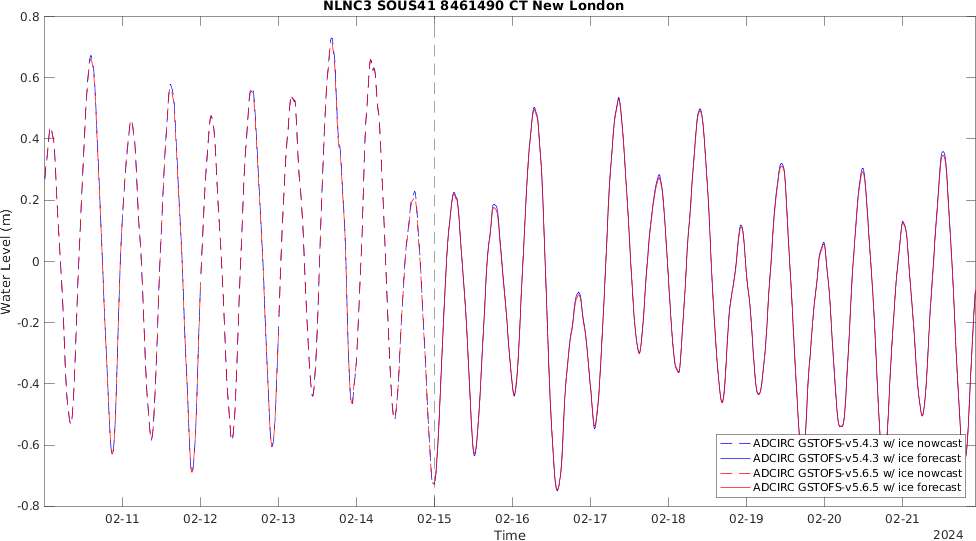 NLNC3 SOUS41 8461490 CT New London
Water Level (m)
0.8
0.6
0.4
0.2
0
-0.2
-0.4
-0.6
-0.8
02-11 02-12 02-13 02-14 02-15 02-16 02-17 02-18 02-19 02-20 02-21
Time
2024
ADCIRC GSTOFS-v5.4.3 w/ ice nowcast
ADCIRC GSTOFS-v5.4.3 w/ ice forecast
ADCIRC GSTOFS-v5.6.5 w/ ice nowcast
ADCIRC GSTOFS-v5.6.5 w/ ice forecast